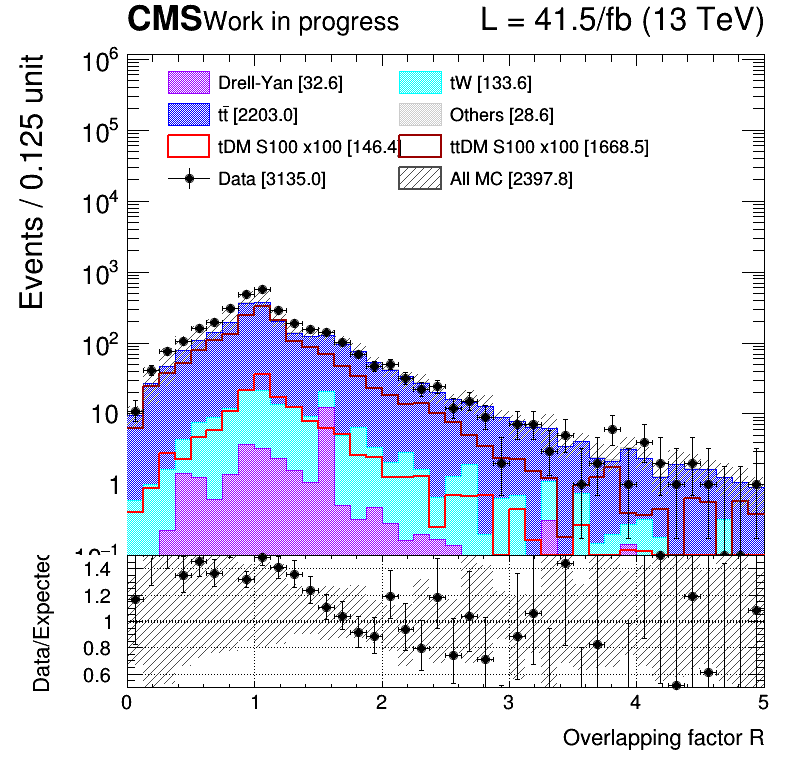 CMS Work in progress L = 41.5/fb (13 TeV)
Events / 0.125 unit
10⁶
10⁵
10⁴
10³
10²
10
1
10⁻¹
Drell-Yan [32.6] tW [133.6]
tt̄ [2203.0] Others [28.6]
tDM S100 x100 [146.4] ttDM S100 x100 [1668.5]
Data [3135.0] All MC [2397.8]
Data/Expected
1.4
1.2
1
0.8
0.6
0 1 2 3 4 5
Overlapping factor R